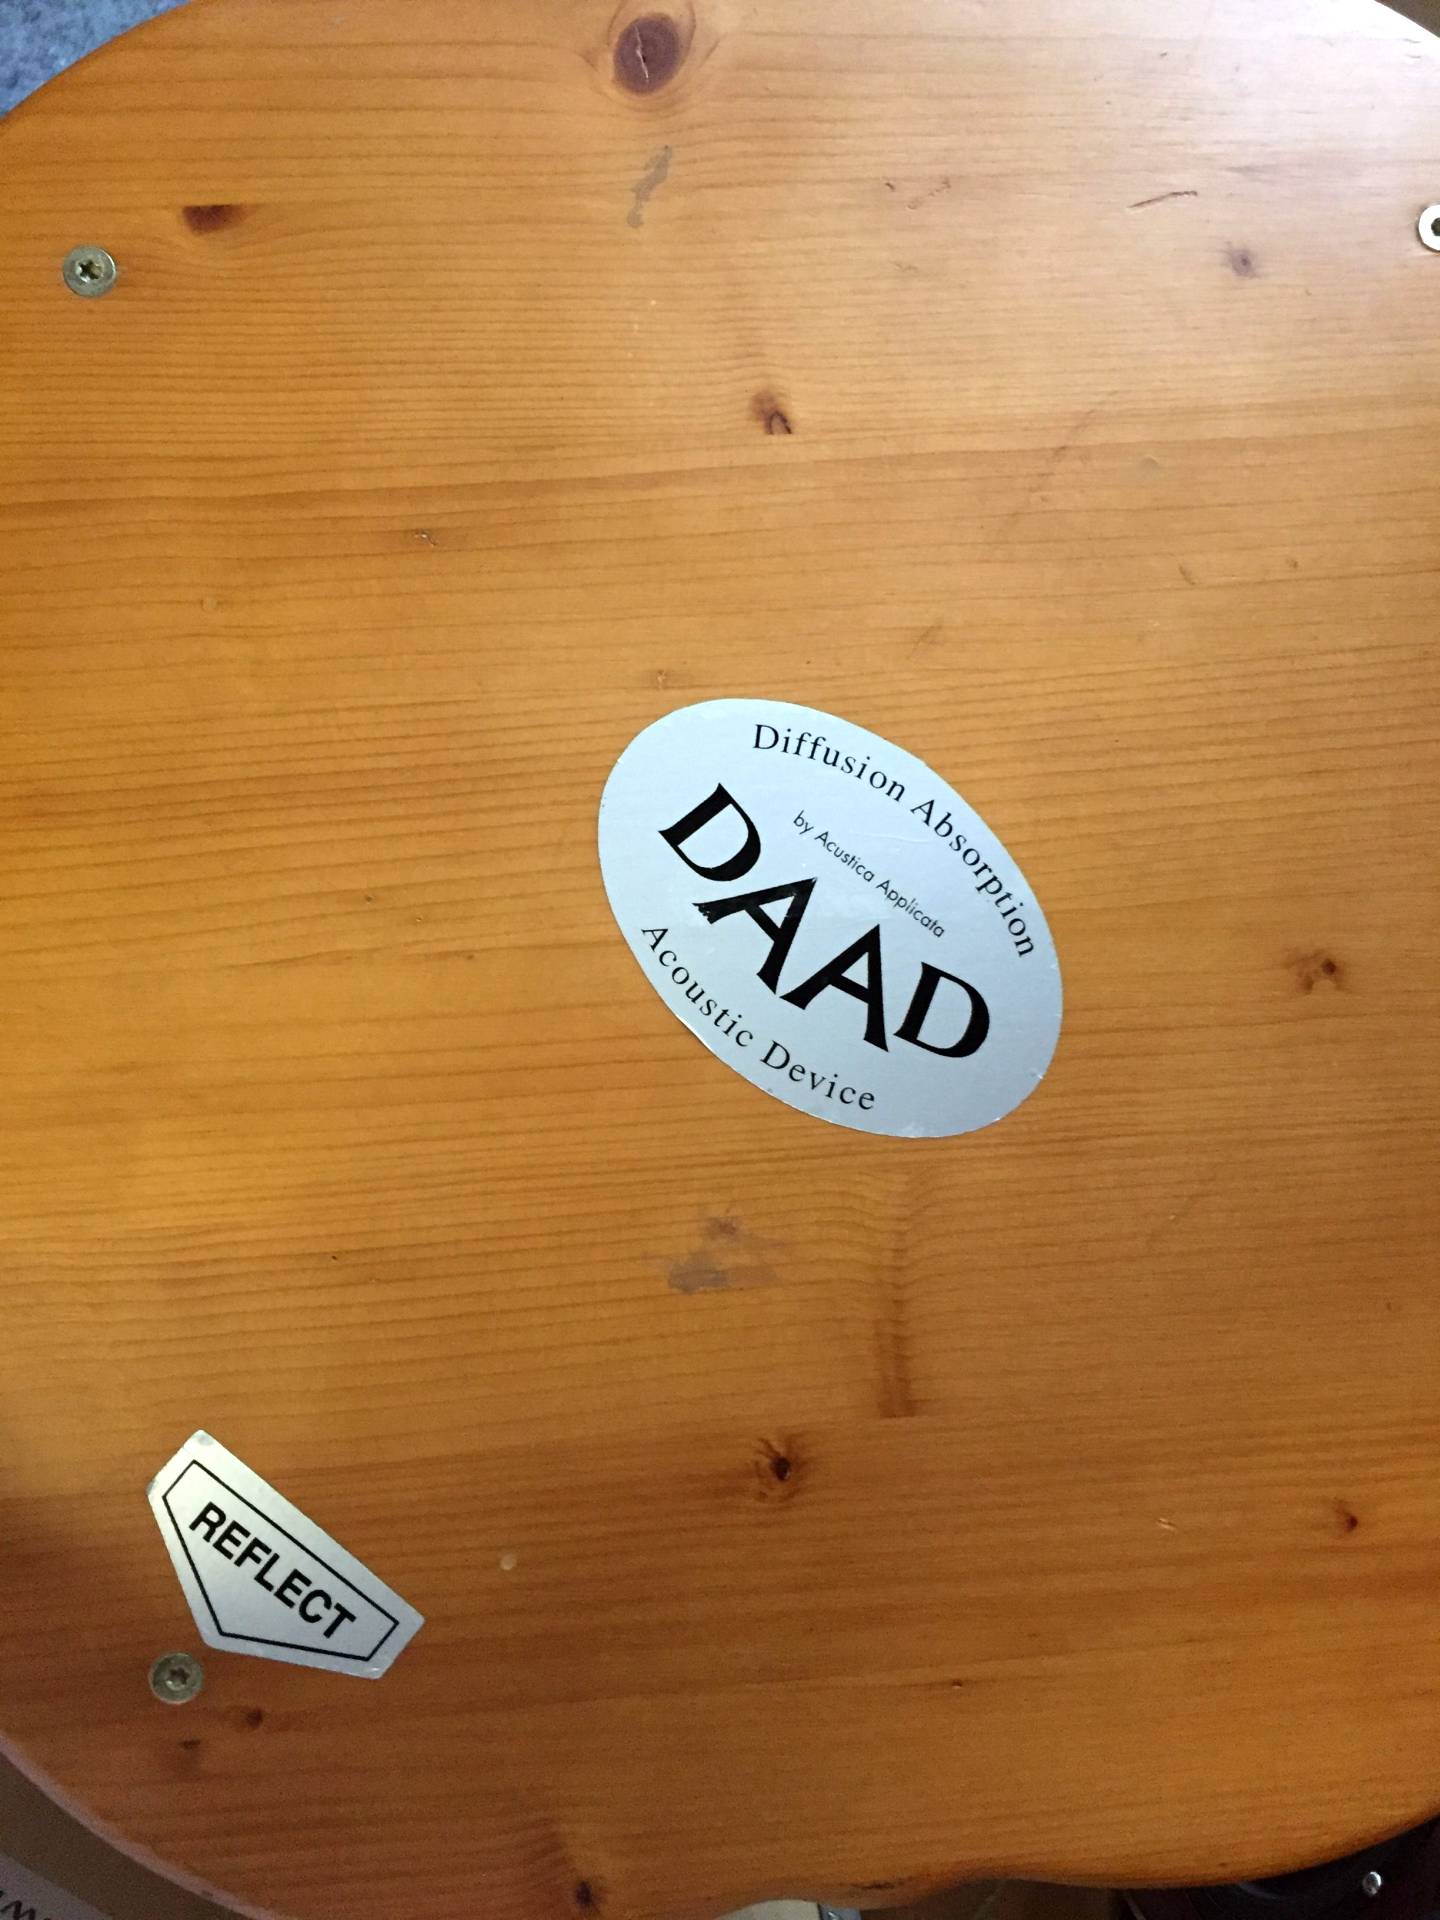 Diffusion Absorption
by Acustica Applicata
DAAD
Acoustic Device
REFLECT